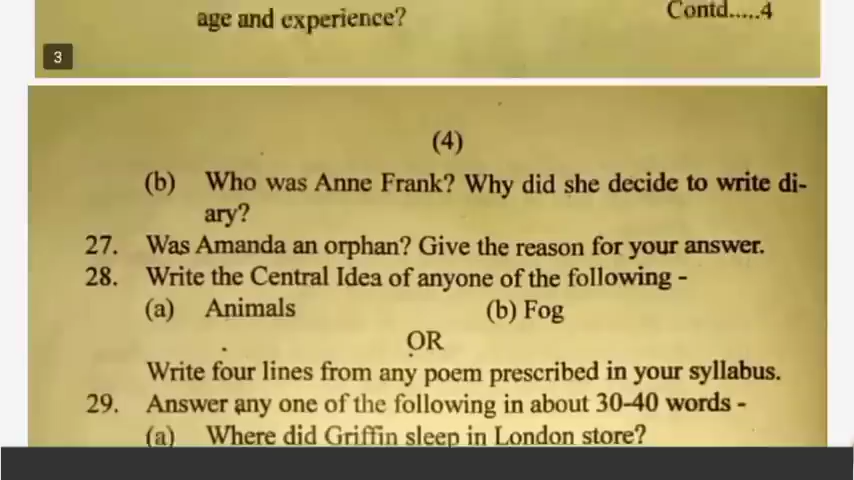 age and experience?
Contd.....4
3
(4)
(b) Who was Anne Frank? Why did she decide to write di-
ary?
27. Was Amanda an orphan? Give the reason for your answer.
28. Write the Central Idea of anyone of the following -
(a) Animals (b) Fog
OR
Write four lines from any poem prescribed in your syllabus.
29. Answer any one of the following in about 30-40 words -
(a) Where did Griffin sleep in London store?